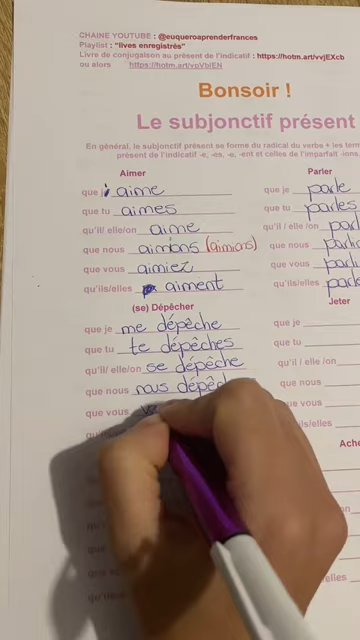 CHAINE YOUTUBE : @euqueroaprenderfrances
Playlist : "lives enregistrés"
Livre de conjugaison au présent de l'indicatif : https://hotm.art/vvjEXcb
ou alors https://hotm.art/vpVbIEN
Bonsoir !
Le subjonctif présent
En général, le subjonctif présent se forme du radical du verbe + les
présent de l'indicatif -e, -es, -e, -ent et celles de l'imparfait -ions,
Aimer
que j' aime
que tu aimes
qu'il/ elle/on aime
que nous aimions (aimions)
que vous aimiez
qu'ils/elles aiment
(se) Dépêcher
que je me dépêche
que tu te dépêches
qu'il/ elle/on se dépêche
que nous nous dépêc
que vous
Parler
que je parle
que tu parles
qu'il / elle /on parl
que nous
que vous
qu'ils/elles
Jeter
que je
que tu
qu'il / elle /on
que nous
que vous
ils/elles
Ache
elles